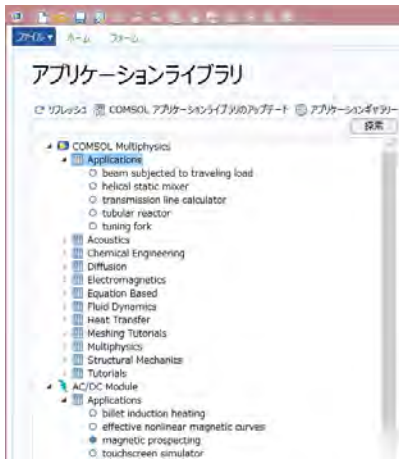 ファイル ホーム フォーム
アプリケーションライブラリ
リフレッシュ COMSOL アプリケーションライブラリのアップデート アプリケーションギャラリー
検索
COMSOL Multiphysics
Applications
beam subjected to traveling load
helical static mixer
transmission line calculator
tubular reactor
tuning fork
Acoustics
Chemical Engineering
Diffusion
Electromagnetics
Equation Based
Fluid Dynamics
Heat Transfer
Meshing Tutorials
Multiphysics
Structural Mechanics
Tutorials
AC/DC Module
Applications
billet induction heating
effective nonlinear magnetic curves
magnetic prospecting
touchscreen simulator